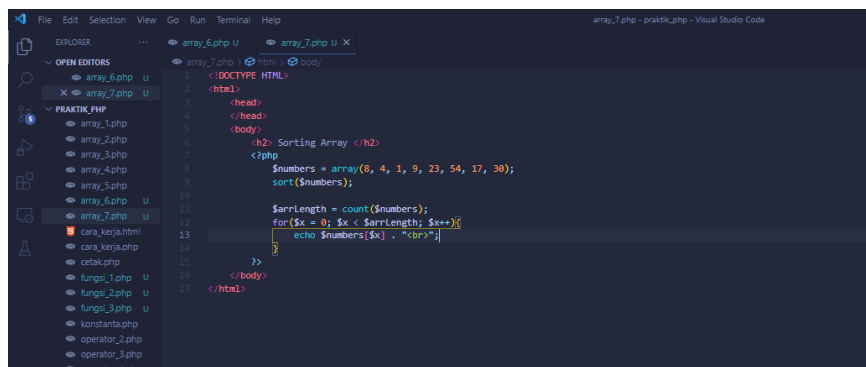 File Edit Selection View Go Run Terminal Help array_7.php - praktik_php - Visual Studio Code
EXPLORER ...
OPEN EDITORS
array_6.php U
X array_7.php U
PRAKTIK_PHP
array_1.php
array_2.php
array_3.php
array_4.php
array_5.php
array_6.php U
array_7.php U
cara_kerja.html
cara_kerja.php
cetak.php
fungsi_1.php U
fungsi_2.php U
fungsi_3.php U
konstanta.php
operator_2.php
operator_3.php
5
array_6.php U array_7.php U X
array_7.php > html > body
1 <!DOCTYPE HTML>
2 <html>
3 <head>
4 </head>
5 <body>
6 <h2> Sorting Array </h2>
7 <?php
8 $numbers = array(8, 4, 1, 9, 23, 54, 17, 30);
9 sort($numbers);
10
11 $arrLength = count($numbers);
12 for($x = 0; $x < $arrLength; $x++){
13 echo $numbers[$x] . "<br>";
14 }
15 ?>
16 </body>
17 </html>